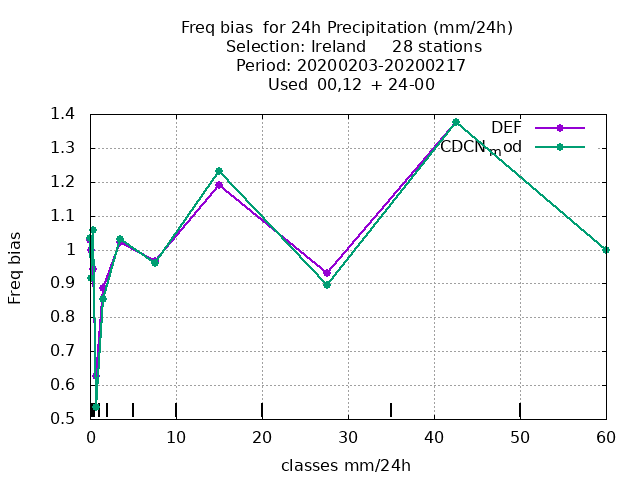 Freq bias for 24h Precipitation (mm/24h)
Selection: Ireland 28 stations
Period: 20200203-20200217
Used 00,12 + 24-00
1.4
1.3
1.2
1.1
1
0.9
0.8
0.7
0.6
0.5
Freq bias
DEF
CDCN_mod
0 10 20 30 40 50 60
classes mm/24h